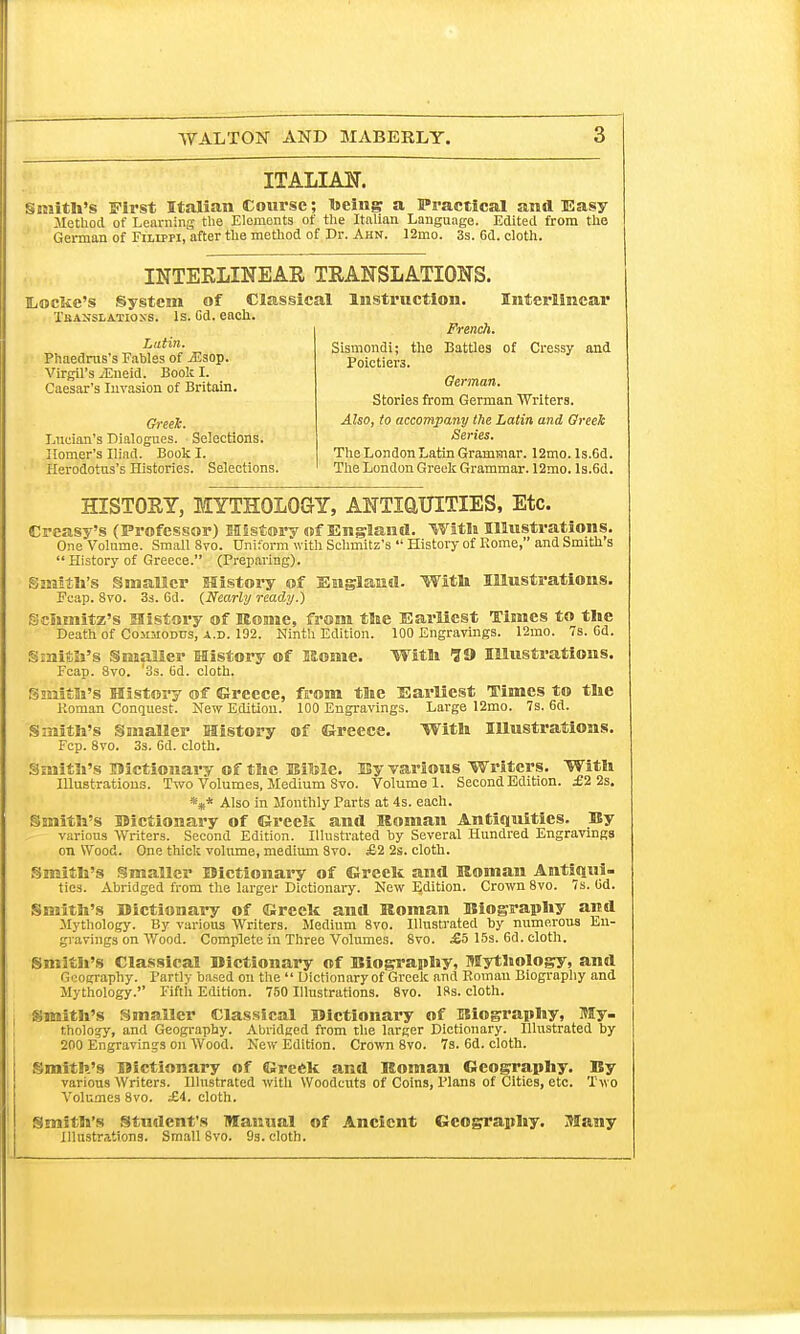 WALTON AND MABERLY. 3
ITALIAN.
Smith's First Italian Course; being a Practical and Easy
Method of Learning the Elements of the Italian Language. Edited from the
German of FILIPPI, after the method of Dr. AHN. 12mo. 3s. 6d. cloth.
INTERLINEAR TRANSLATIONS.
Locke's System of Classical Instruction. Interlinear
TRANSLATIONS. 1s. 6d. each.
Latin.
Phaedrus's Fables of Æsop.
Virgil's Æneid. Book I.
Caesar's Invasion of Britain.
Greek.
Lucian's Dialogues. Selections.
Homer's Iliad. Book I.
Herodotus's Histories. Selections.
French.
Sismondi; the Battles of Cressy and
Poictiers.
German.
Stories from German Writers.
Also, to accompany the Latin and Greek
Series.
The London Latin Grammar. 12mo. 1s.6d.
The London Greek Grammar. 12mo. 1s.6d.
HISTORY, MYTHOLOGY, ANTIQUITIES, Etc.
Creasy's (Professor) History of England. With Illustrations.
One Volume. Small 8vo. Uniform with Schmitz's “ History of Rome,” and Smith's
“ History of Greece.” (Preparing).
Smith's Smaller History of England. With Illustrations.
Fcap. 8vo. 3s. 6d. (Nearly ready.)
Schmitz's History of Rome, from the Earliest Times to the
Death of COMMODUS, A.D. 192. Ninth Edition. 100 Engravings. 12mo. 7s. 6d.
Smith's Smaller History of Rome. With 79 Illustrations.
Fcap. 8vo. 3s. 6d. cloth.
Smith's History of Greece, from the Earliest Times to the
Roman Conquest. New Edition. 100 Engravings. Large 12mo. 7s. 6d.
Smith's Smaller History of Greece. With Illustrations.
Fcp. 8vo. 3s. 6d. cloth.
Smith's Dictionary of the Bible. By various Writers. With
Illustrations. Two Volumes, Medium 8vo. Volume 1. Second Edition. £2 2s.
*** Also in Monthly Parts at 4s. each.
Smith's Dictionary of Greek and Roman Antiquities. By
various Writers. Second Edition. Illustrated by Several Hundred Engravings
on Wood. One thick volume, medium 8vo. £2 2s. cloth.
Smith's Smaller Dictionary of Greek and Roman Antiqui-
ties. Abridged from the larger Dictionary. New Edition. Crown 8vo. 7s. 6d.
Smith's Dictionary of Greek and Roman Biography and
Mythology. By various Writers. Medium 8vo. Illustrated by numerous En-
gravings on Wood. Complete in Three Volumes. 8vo. £5 15s. 6d. cloth.
Smith's Classical Dictionary of Biography, Mythology, and
Geography. Partly based on the “ Dictionary of Greek and Roman Biography and
Mythology.” Fifth Edition. 750 Illustrations. 8vo. 18s. cloth.
Smith's Smaller Classical Dictionary of Biography, My-
thology, and Geography. Abridged from the larger Dictionary. Illustrated by
200 Engravings on Wood. New Edition. Crown 8vo. 7s. 6d. cloth.
Smith's Dictionary of Greek and Roman Geography. By
various Writers. Illustrated with Woodcuts of Coins, Plans of Cities, etc. Two
Volumes 8vo. £4. cloth.
Smith's Student's Manual of Ancient Geography. Many
Illustrations. Small 8vo. 9s. cloth.